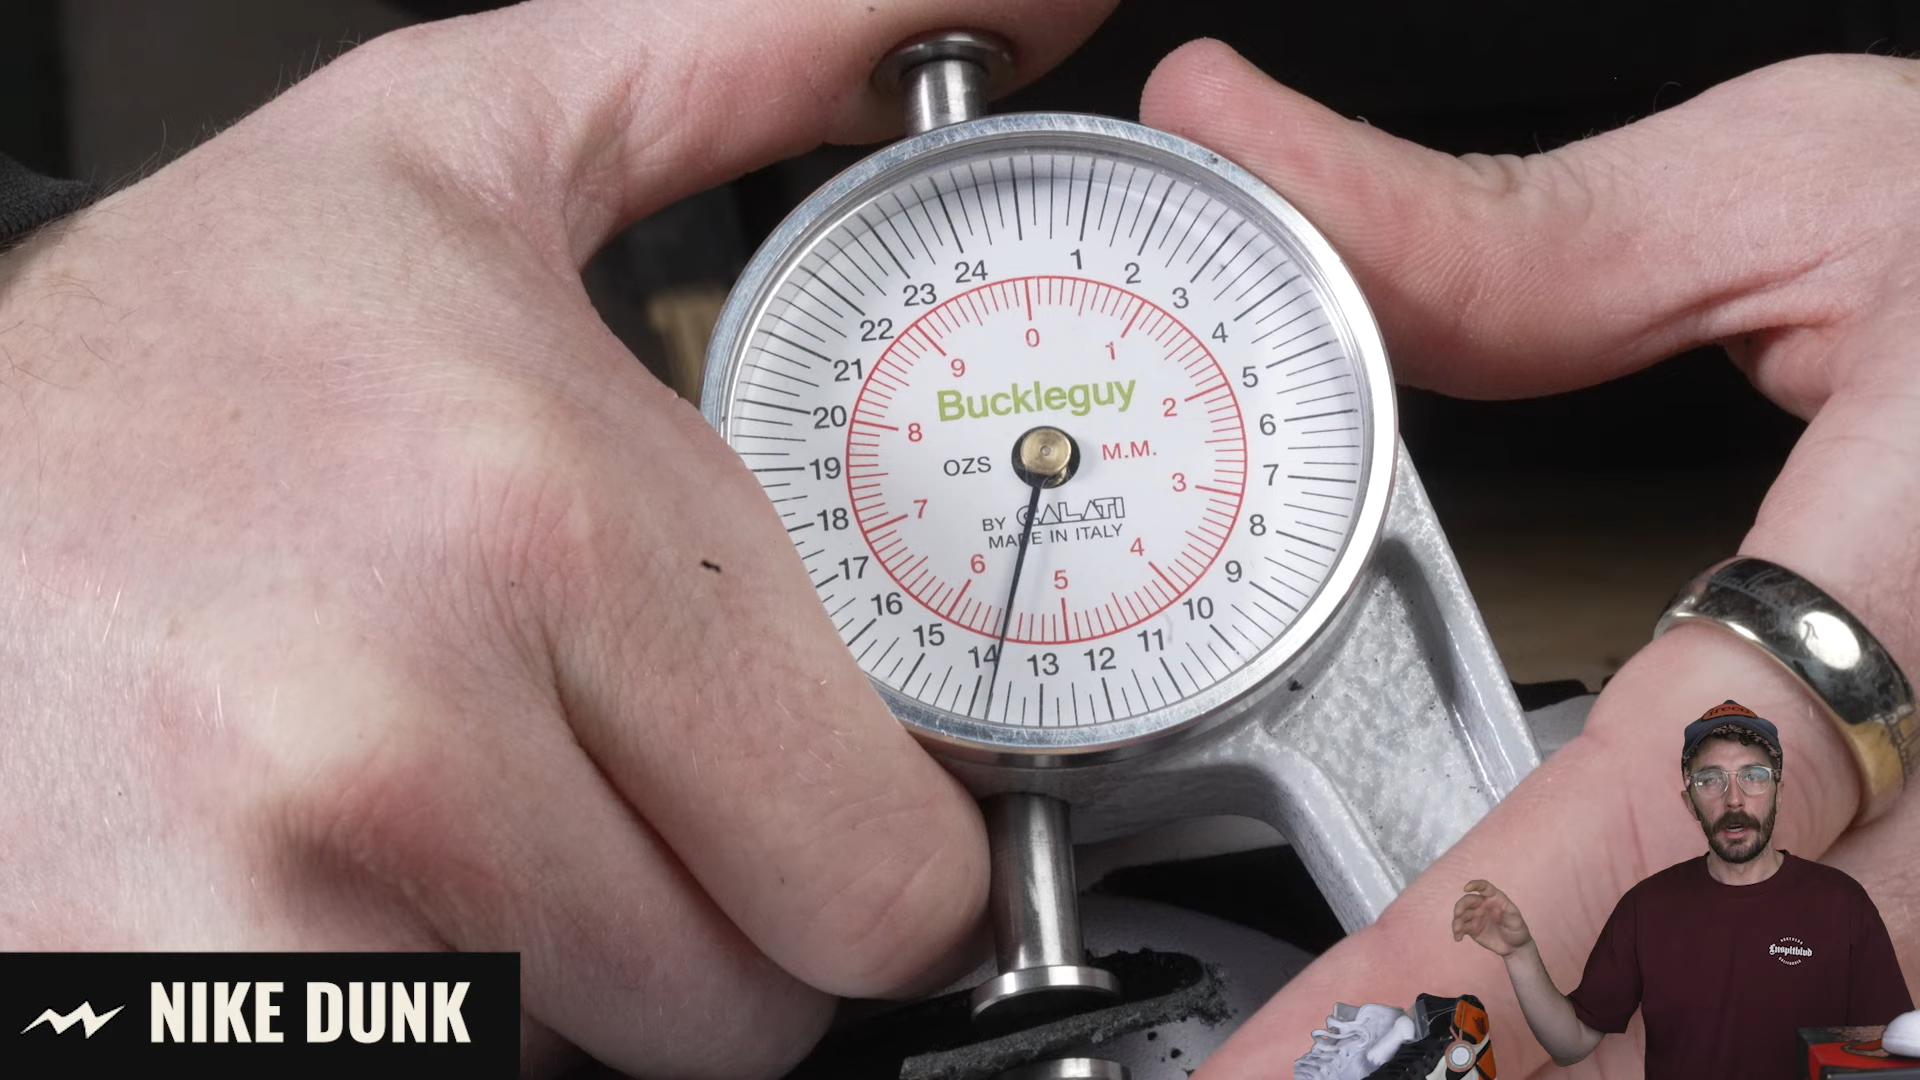 24 1 2
23 3
22 4
21 5
20 6
19 7
18 8
17 9
16 10
15 11
14 13 12
0
9 1
8 2
7 3
6 4
5
Buckleguy
OZS M.M.
BY GALATI
MADE IN ITALY
NIKE DUNK